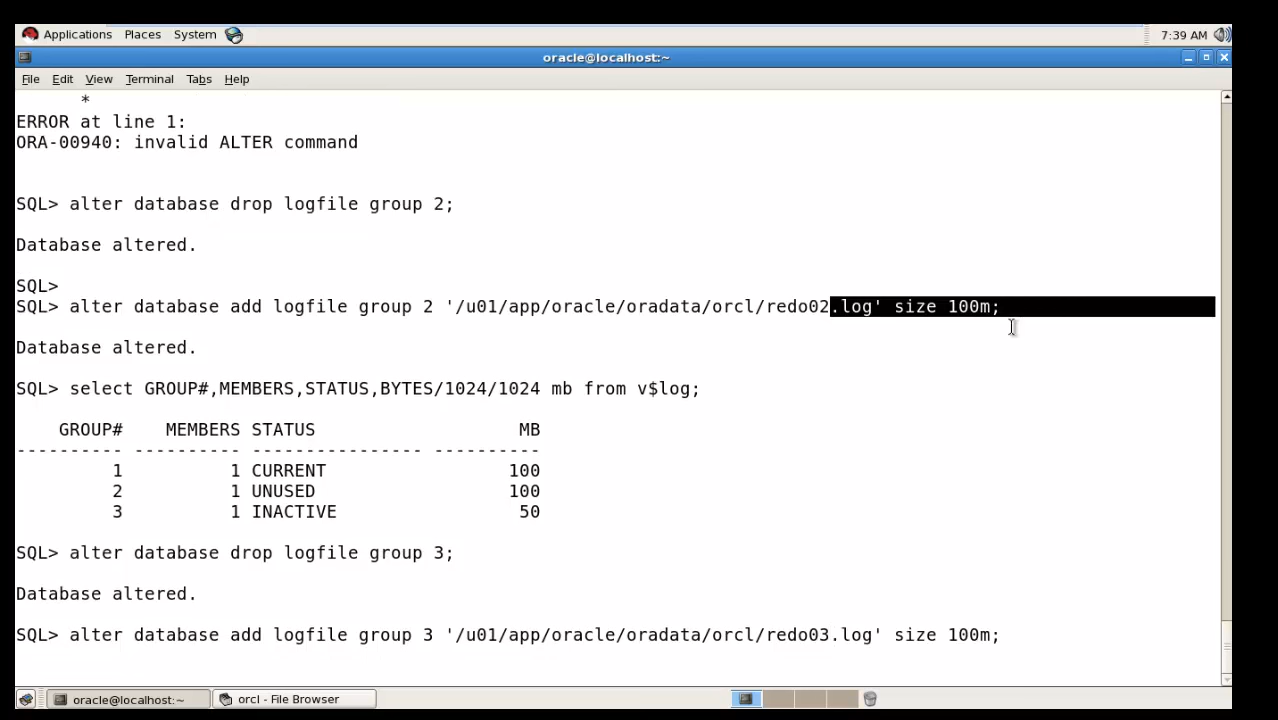 Applications Places System 7:39 AM
oracle@localhost:~
File Edit View Terminal Tabs Help
*
ERROR at line 1:
ORA-00940: invalid ALTER command
SQL> alter database drop logfile group 2;
Database altered.
SQL>
SQL> alter database add logfile group 2 '/u01/app/oracle/oradata/orcl/redo02.log' size 100m;
Database altered.
SQL> select GROUP#,MEMBERS,STATUS,BYTES/1024/1024 mb from v$log;
GROUP# MEMBERS STATUS MB
---------- ---------- ---------------- ----------
1 1 CURRENT 100
2 1 UNUSED 100
3 1 INACTIVE 50
SQL> alter database drop logfile group 3;
Database altered.
SQL> alter database add logfile group 3 '/u01/app/oracle/oradata/orcl/redo03.log' size 100m;
oracle@localhost:~ orcl - File Browser